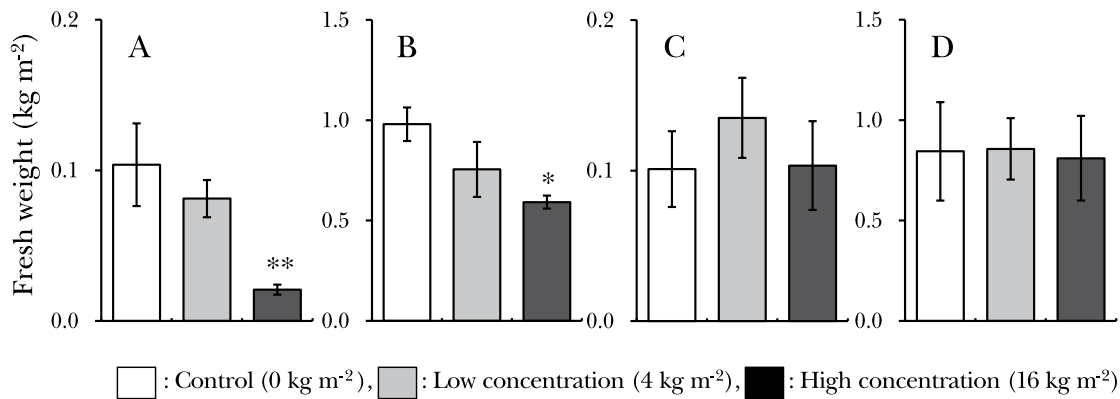 Fresh weight (kg m⁻²)
0.2
0.1
0.0
A
**
1.5
1.0
0.5
0.0
B
*
0.2
0.1
0.0
C
1.5
1.0
0.5
0.0
D
: Control (0 kg m⁻²), : Low concentration (4 kg m⁻²), : High concentration (16 kg m⁻²)